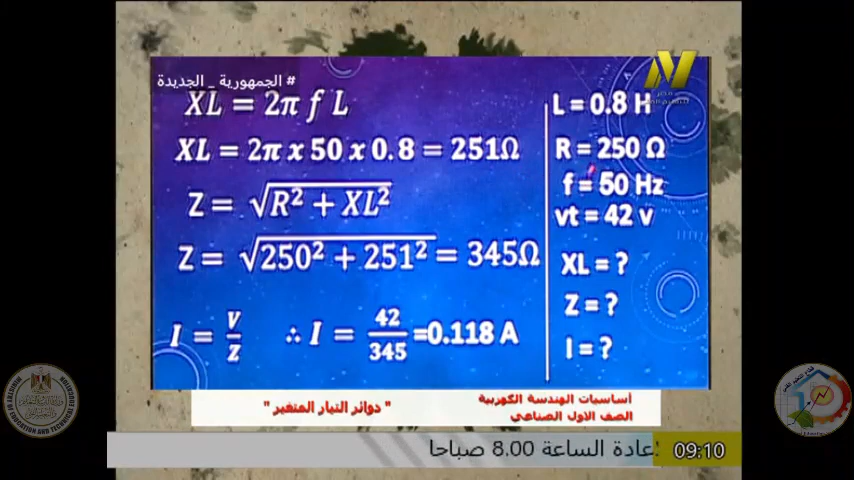 # الجمهورية _ الجديدة
XL = 2π f L
XL = 2π x 50 x 0.8 = 251Ω
Z = √R² + XL²
Z = √250² + 251² = 345Ω
I = V/Z ∴ I = 42/345 =0.118 A
L = 0.8 H
R = 250 Ω
f = 50 Hz
vt = 42 v
XL = ?
Z = ?
I = ?
أساسيات الهندسة الكهربية
الصف الاول الصناعي
" دوائر التيار المتغير "
إعادة الساعة 8.00 صباحا
09:10